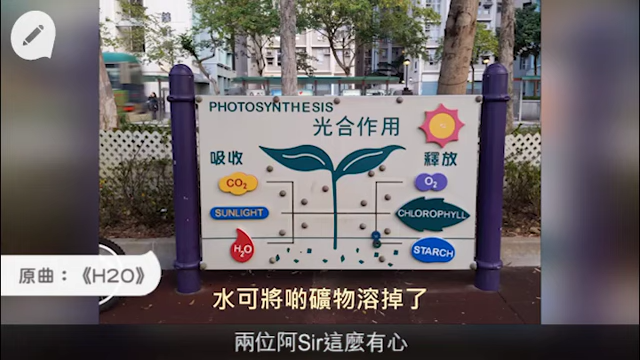 PHOTOSYNTHESIS
光合作用
吸收
釋放
CO₂
O₂
SUNLIGHT
CHLOROPHYLL
H₂O
STARCH
原曲：《H2O》
水可將啲礦物溶掉了
兩位阿Sir這麼有心